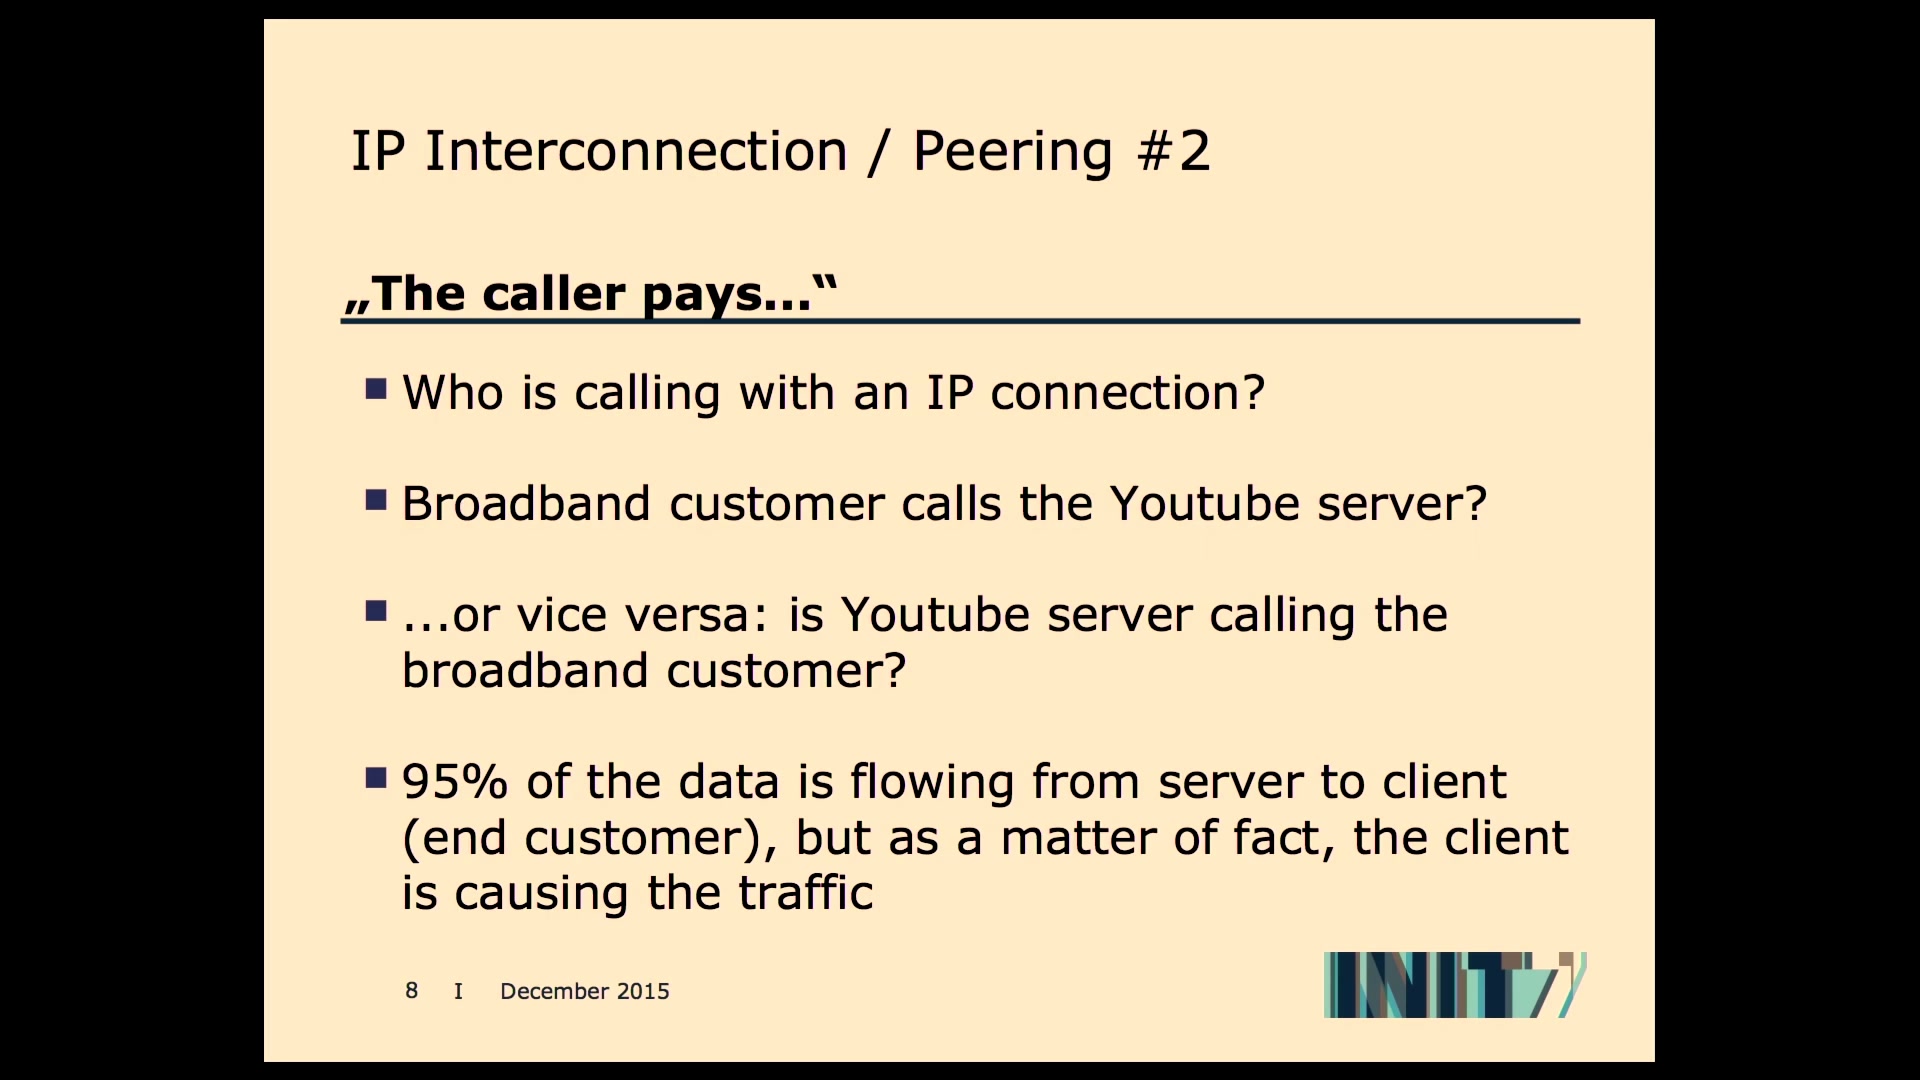 IP Interconnection / Peering #2
„The caller pays...“
Who is calling with an IP connection?
Broadband customer calls the Youtube server?
...or vice versa: is Youtube server calling the
broadband customer?
95% of the data is flowing from server to client
(end customer), but as a matter of fact, the client
is causing the traffic
8 I December 2015
INIT7